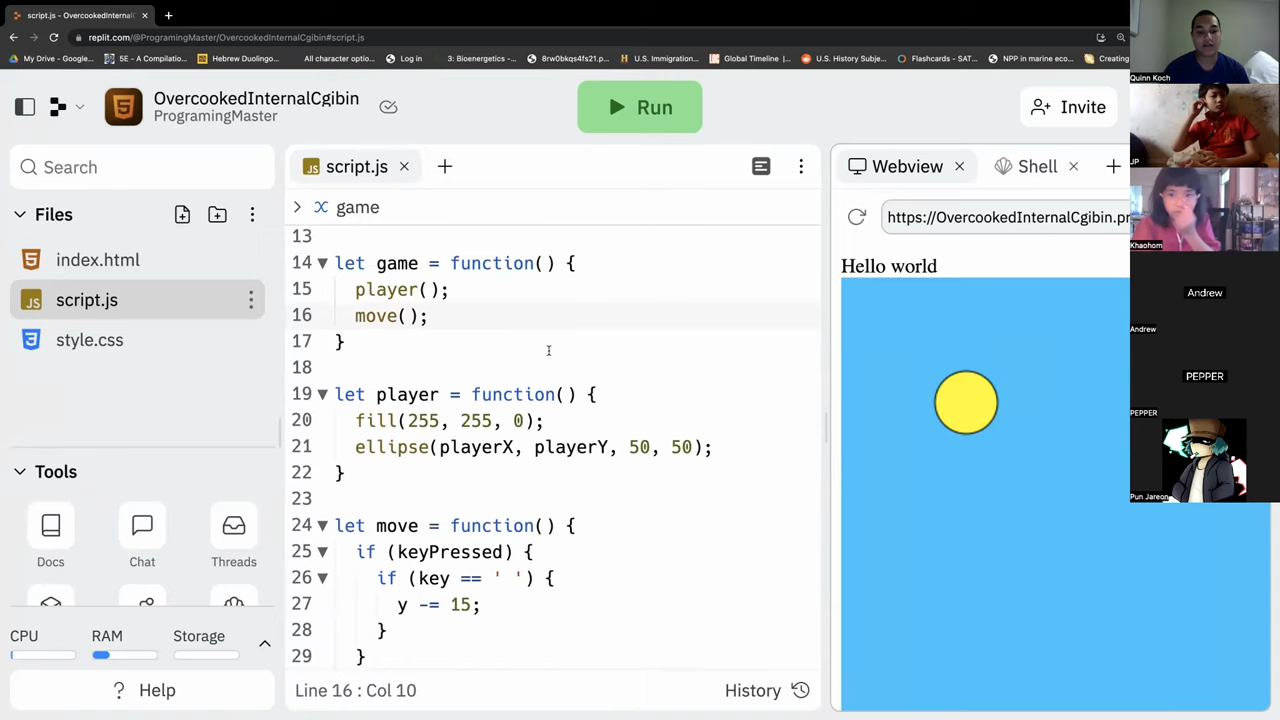 script.js - OvercookedInternalC
replit.com/@ProgramingMaster/OvercookedInternalCgibin#script.js
My Drive - Google...
5E - A Compilatio...
Hebrew Duolingo...
All character option...
Log in
3: Bioenergetics -...
8rw0bkqs4fs21.p...
U.S. Immigration...
Global Timeline |...
U.S. History Subje...
Flashcards - SAT...
NPP in marine eco...
Creating
OvercookedInternalCgibin
ProgramingMaster
Run
Invite
Search
script.js
Webview
Shell
Files
game
https://OvercookedInternalCgibin.pr
index.html
script.js
style.css
Hello world
13
14 let game = function() {
15 player();
16 move();
17 }
18
19 let player = function() {
20 fill(255, 255, 0);
21 ellipse(playerX, playerY, 50, 50);
22 }
23
24 let move = function() {
25 if (keyPressed) {
26 if (key == ' ') {
27 y -= 15;
28 }
29 }
Tools
Docs
Chat
Threads
CPU
RAM
Storage
? Help
Line 16 : Col 10
History
Quinn Koch
JP
Khaohom
Andrew
Andrew
PEPPER
PEPPER
Pun Jareon